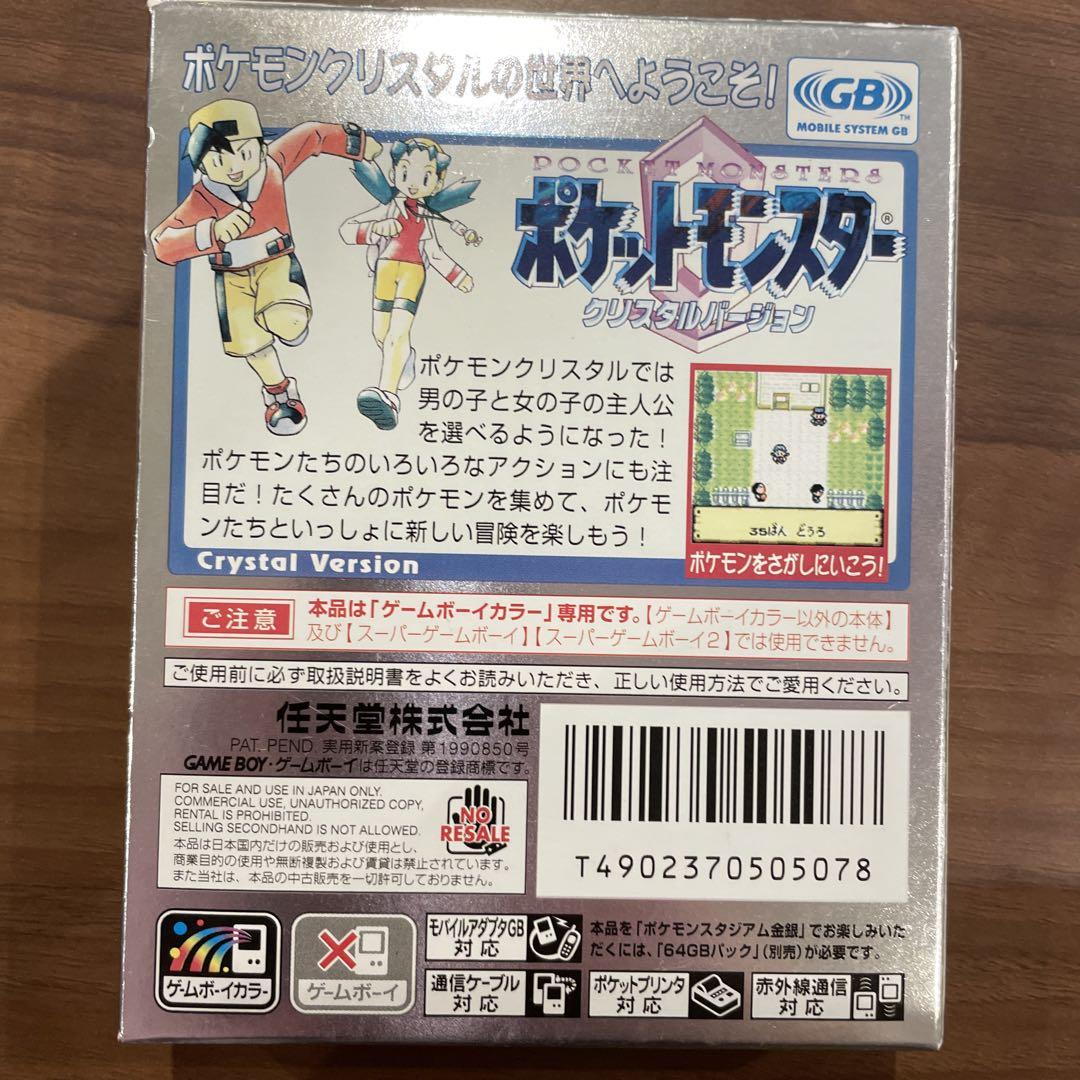 ポケモンクリスタルの世界へようこそ!
GB
TM
MOBILE SYSTEM GB
POCKET MONSTERS
ポケットモンスター®
クリスタルバージョン
ポケモンクリスタルでは
男の子と女の子の主人公
を選べるようになった!
ポケモンたちのいろいろなアクションにも注
目だ!たくさんのポケモンを集めて、ポケモ
ンたちといっしょに新しい冒険を楽しもう!
35ばん どうろ
ポケモンをさがしにいこう!
Crystal Version
ご注意
本品は「ゲームボーイカラー」専用です。【ゲームボーイカラー以外の本体】
及び【スーパーゲームボーイ】【スーパーゲームボーイ2】では使用できません。
ご使用前に必ず取扱説明書をよくお読みいただき、正しい使用方法でご愛用ください。
任天堂株式会社
PAT. PEND. 実用新案登録 第1990850号
GAME BOY・ゲームボーイは任天堂の登録商標です。
FOR SALE AND USE IN JAPAN ONLY.
COMMERCIAL USE, UNAUTHORIZED COPY,
RENTAL IS PROHIBITED.
SELLING SECONDHAND IS NOT ALLOWED.
本品は日本国内だけの販売および使用とし、
商業目的の使用や無断複製および賃貸は禁止されています。
また当社は、本品の中古販売を一切許可しておりません。
NO
RESALE
T4902370505078
ゲームボーイカラー
ゲームボーイ
モバイルアダプタGB
対応
本品を「ポケモンスタジアム金銀」でお楽しみいた
だくには、「64GBパック」(別売)が必要です。
通信ケーブル
対応
ポケットプリンタ
対応
赤外線通信
対応